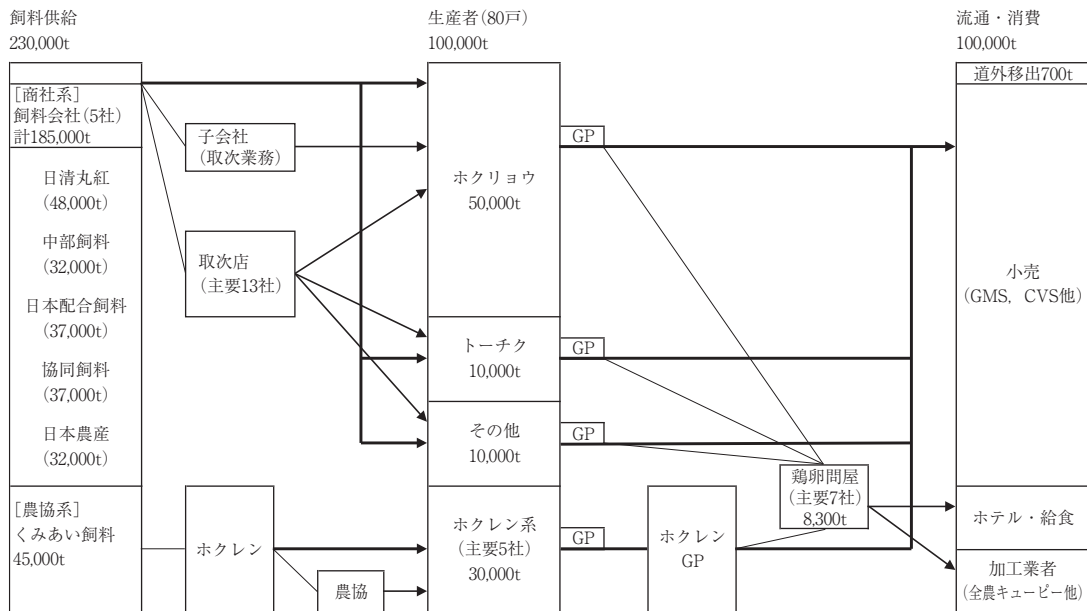 飼料供給
230,000t
生産者(80戸)
100,000t
流通・消費
100,000t
[商社系]
飼料会社(5社)
計185,000t
日清丸紅
(48,000t)
中部飼料
(32,000t)
日本配合飼料
(37,000t)
協同飼料
(37,000t)
日本農産
(32,000t)
[農協系]
くみあい飼料
45,000t
子会社
(取次業務)
取次店
(主要13社)
ホクレン
農協
ホクリョウ
50,000t
トーチク
10,000t
その他
10,000t
ホクレン系
(主要5社)
30,000t
GP
GP
GP
GP
ホクレン
GP
鶏卵問屋
(主要7社)
8,300t
道外移出700t
小売
(GMS，CVS他)
ホテル・給食
加工業者
(全農キューピー他)